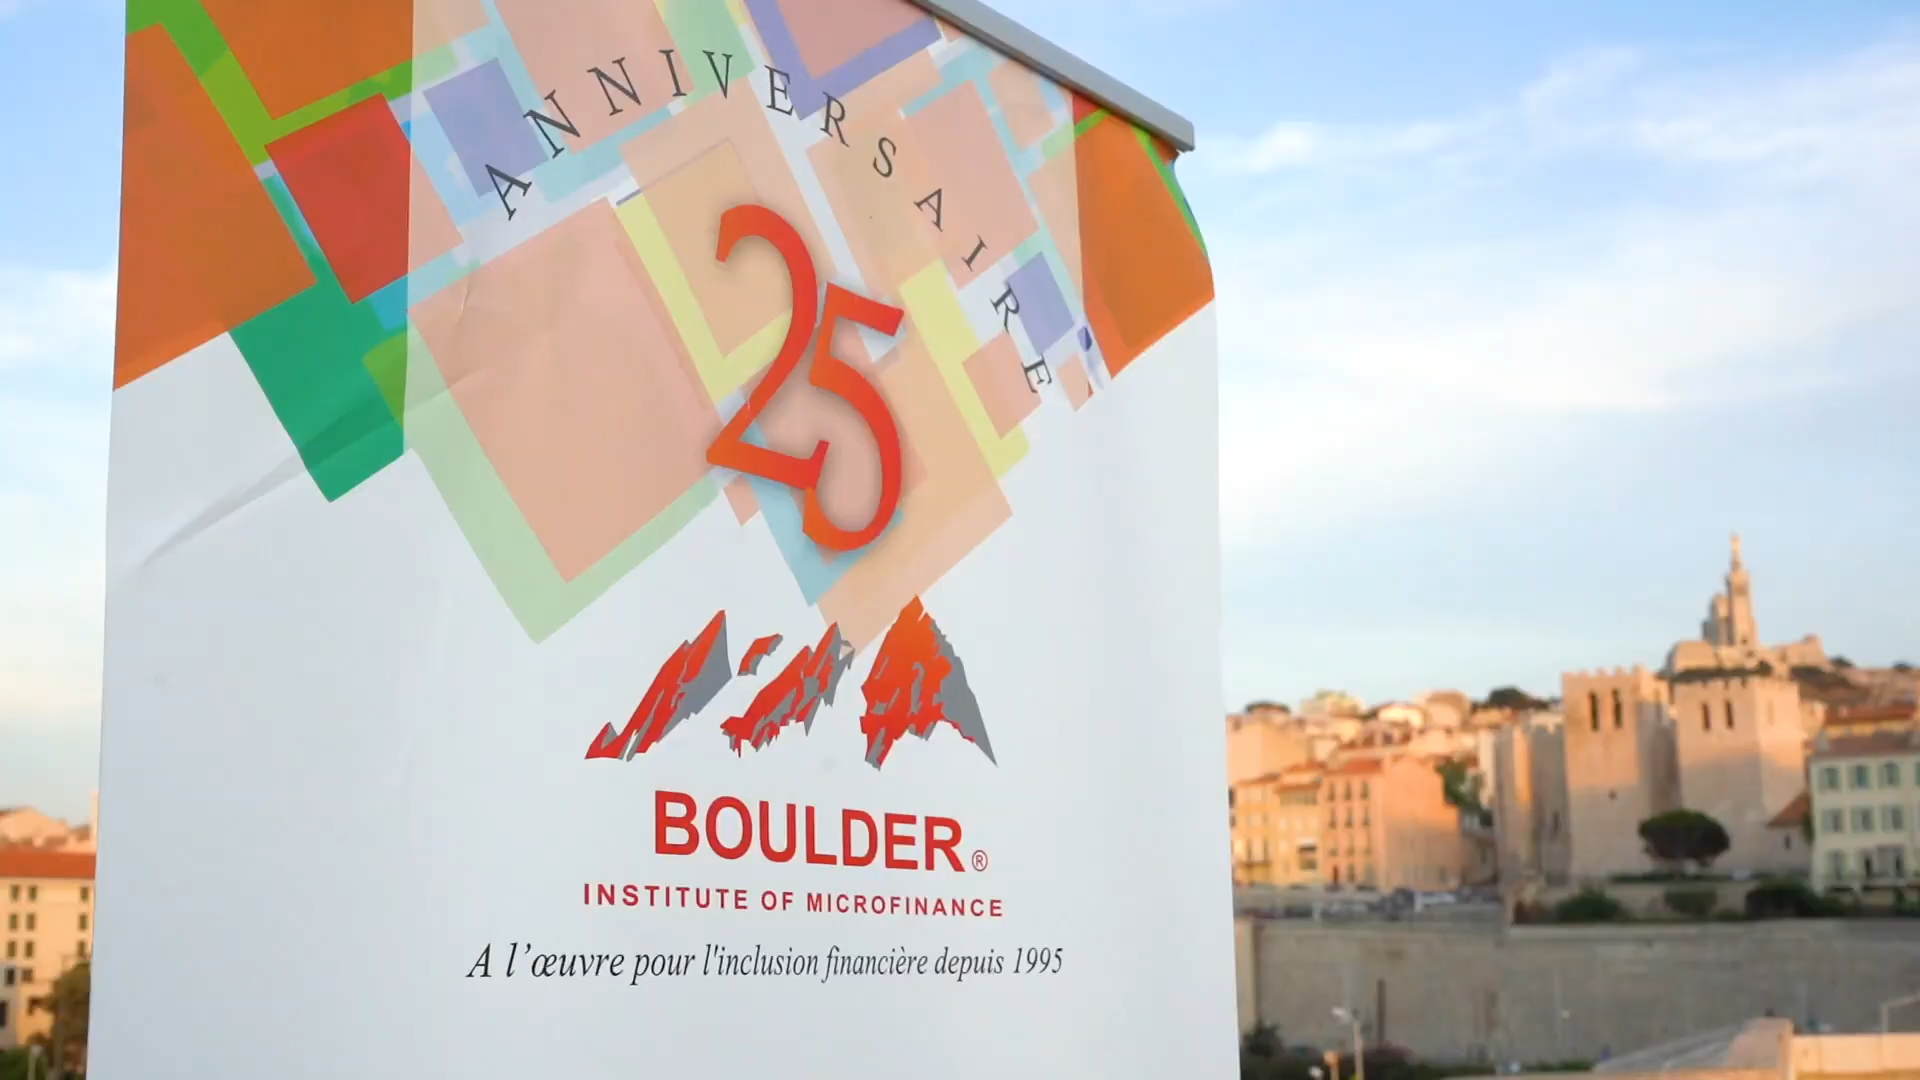 ANNIVERSAIRE
25
BOULDER®
INSTITUTE OF MICROFINANCE
A l’œuvre pour l'inclusion financière depuis 1995